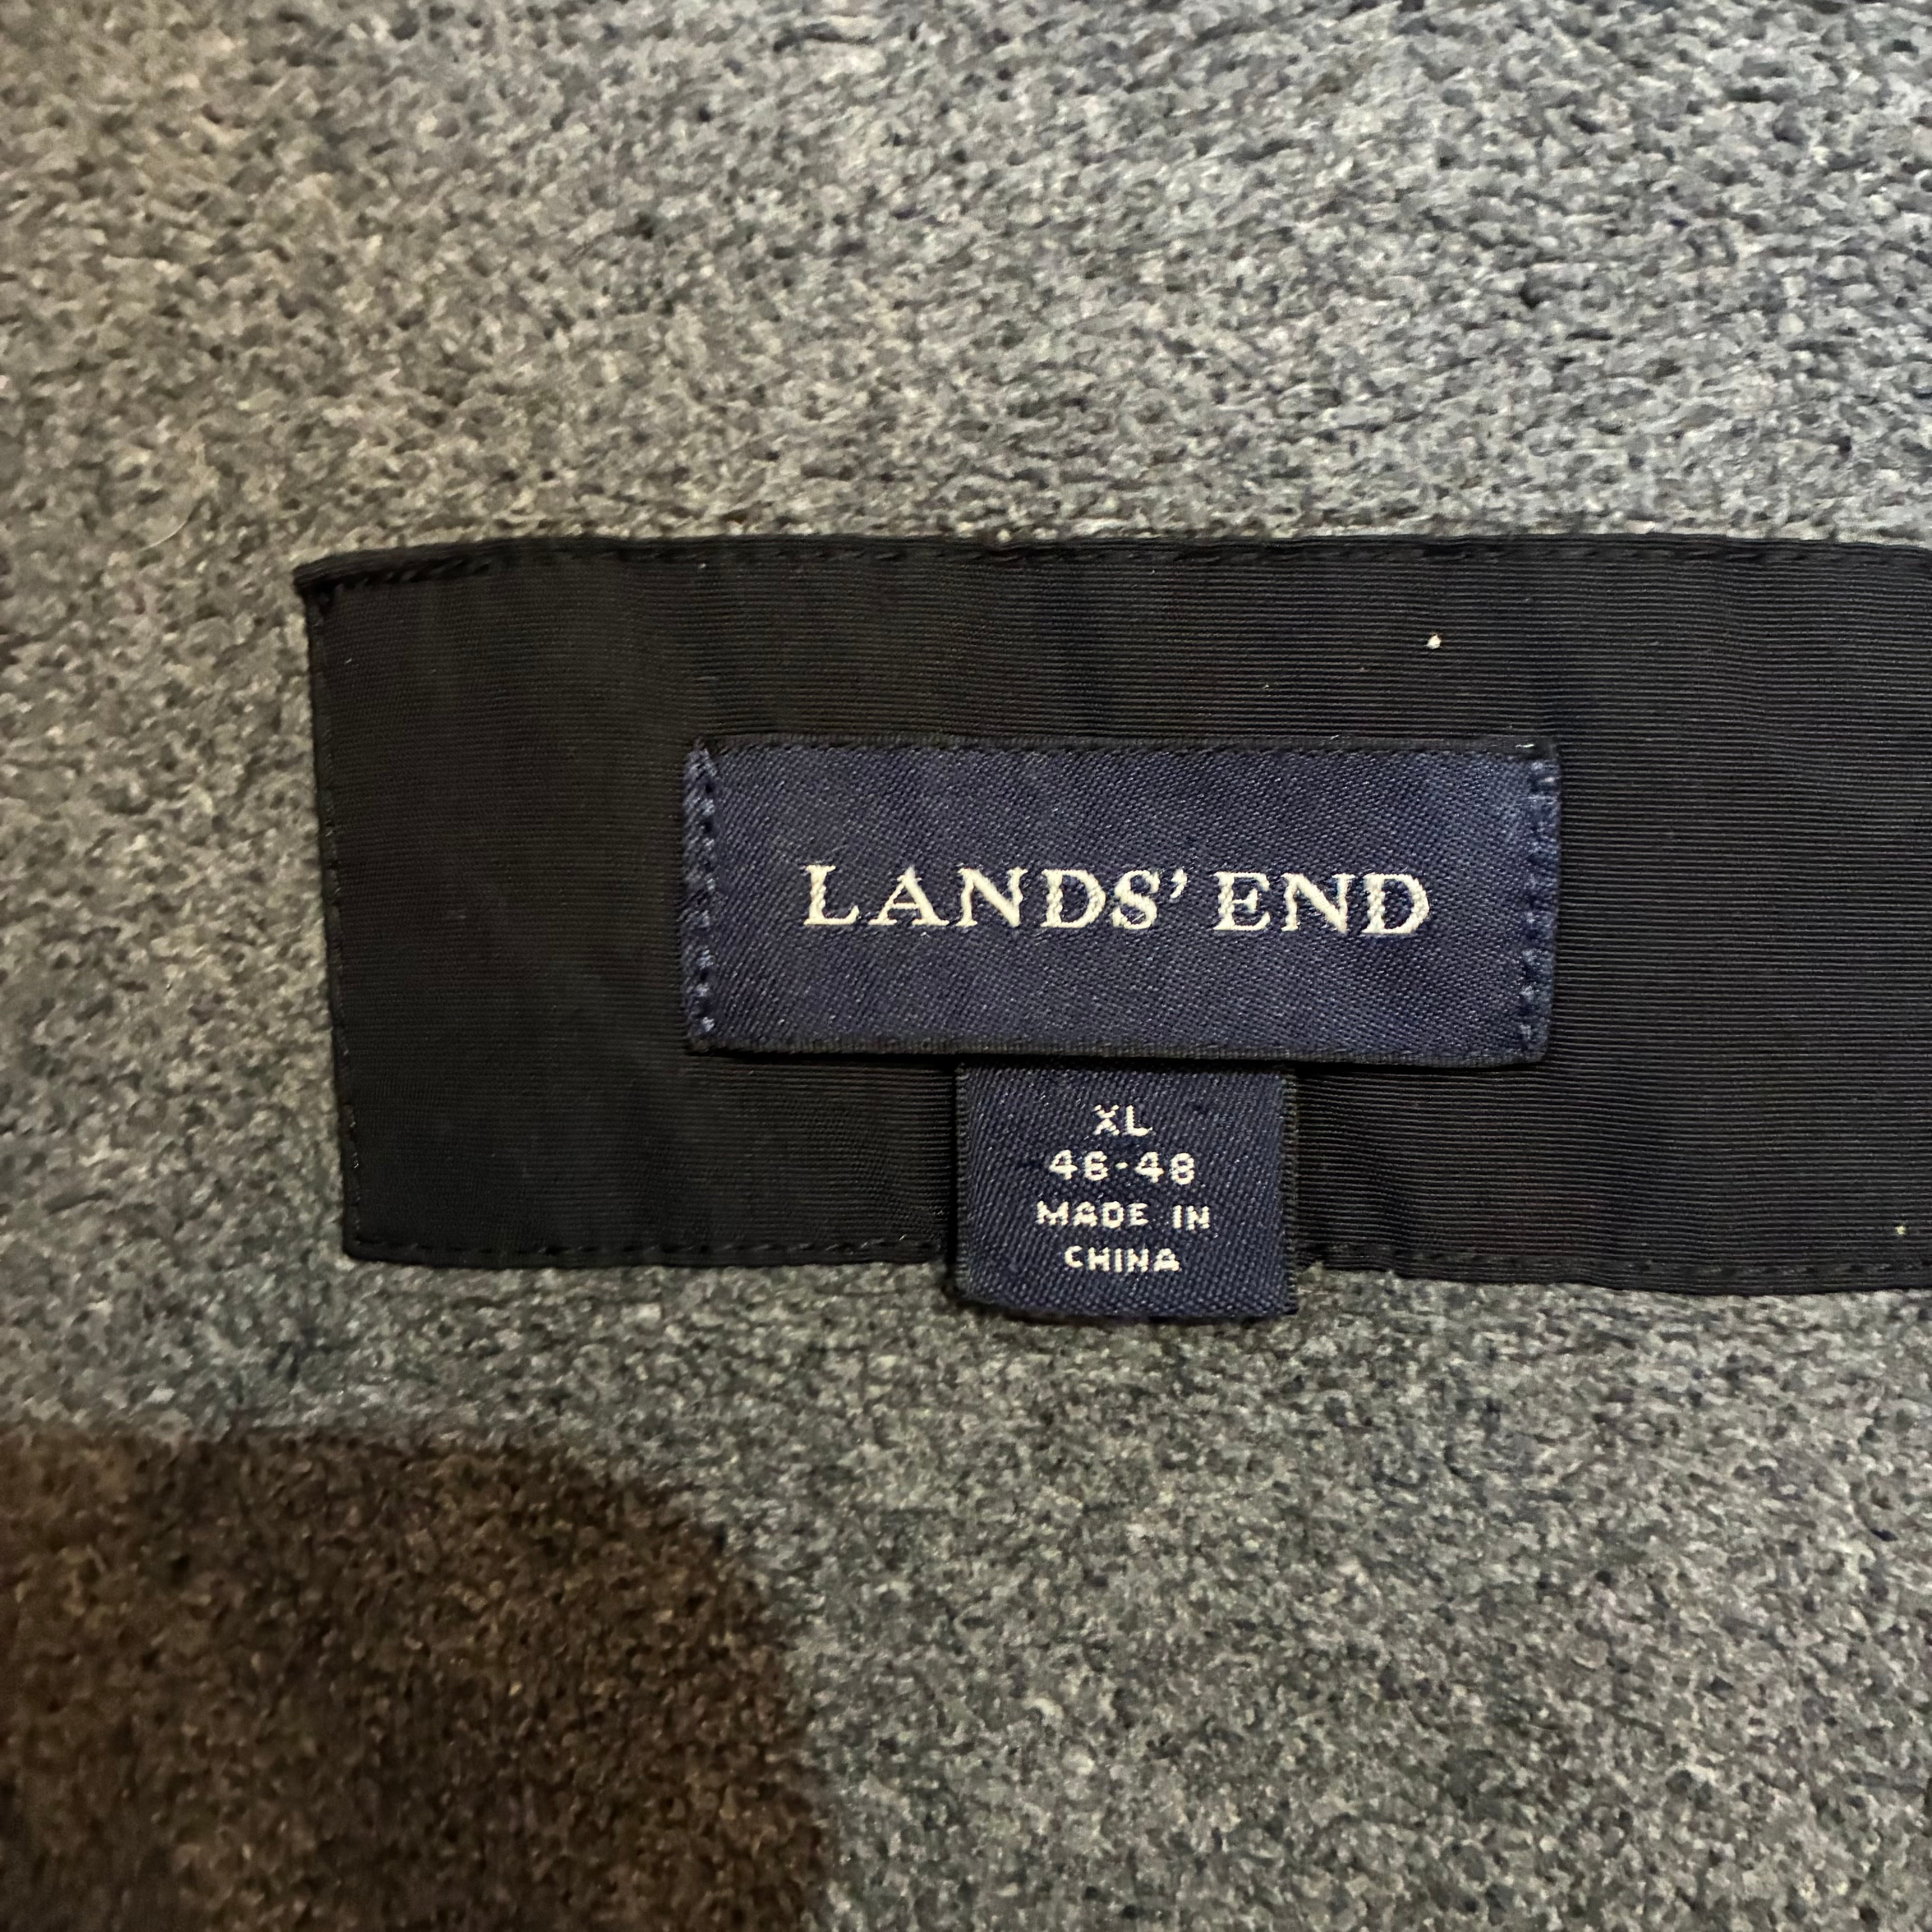 LANDS' END
XL
46-48
MADE IN
CHINA